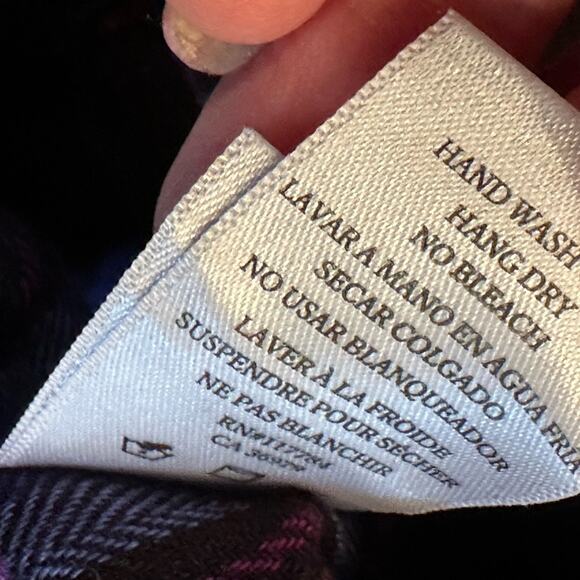 HAND WASH
HANG DRY
NO BLEACH
LAVAR A MANO EN AGUA
SECAR COLGADO
NO USAR BLANQUEADOR
LAVER À LA FROIDE
SUSPENDRE POUR SÉCHER
NE PAS BLANCHIR
CA